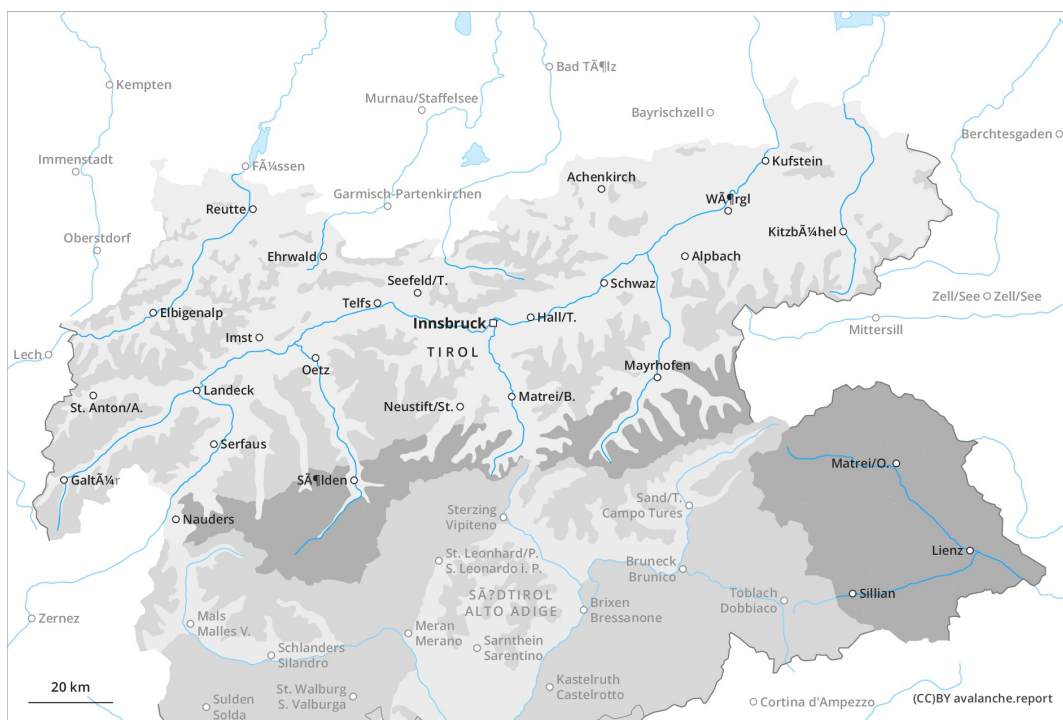 Kempten
Bad TÃ¶lz
Murnau/Staffelsee
Bayrischzell
Berchtesgaden
Immenstadt
FÃ¼ssen
Kufstein
Achenkirch
Garmisch-Partenkirchen
WÃ¶rgl
Reutte
KitzbÃ¼hel
Oberstdorf
Ehrwald
Alpbach
Seefeld/T.
Schwaz
Telfs
Zell/See
Zell/See
Elbigenalp
Innsbruck
Hall/T.
Mittersill
Imst
TIROL
Lech
Oetz
Mayrhofen
Landeck
St. Anton/A.
Neustift/St.
Matrei/B.
Serfaus
Matrei/O.
GaltÃ¼r
SÃ¶lden
Sand/T.
Campo Tures
Nauders
Sterzing
Vipiteno
Lienz
St. Leonhard/P.
S. Leonardo i. P.
Bruneck
Brunico
SÃ?DTIROL
ALTO ADIGE
Sillian
Toblach
Dobbiaco
Brixen
Bressanone
Zernez
Mals
Malles V.
Meran
Merano
Sarnthein
Sarentino
Schlanders
Silandro
20 km
St. Walburg
S. Valburga
Kastelruth
Castelrotto
Sulden
Solda
Cortina d'Ampezzo
(CC)BY avalanche.report